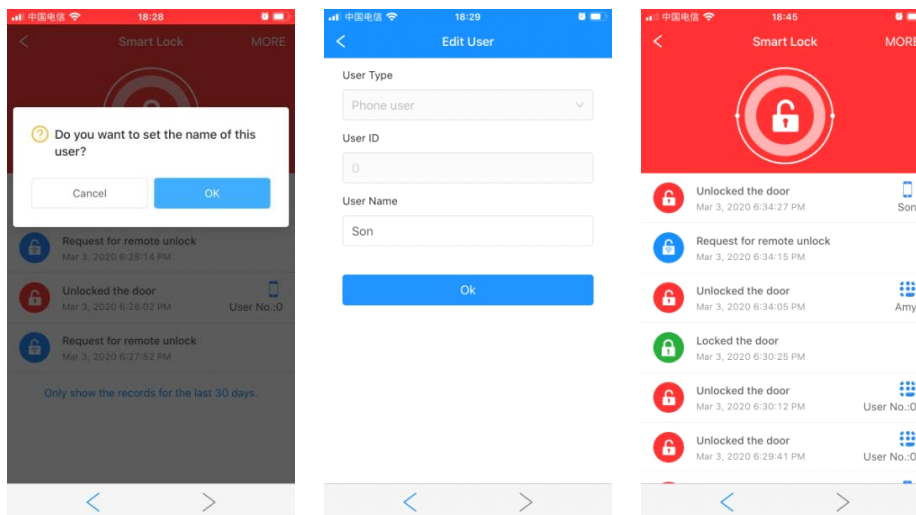 中国电信 18:28
Smart Lock MORE
Do you want to set the name of this
user?
Cancel OK
Request for remote unlock
Mar 3, 2020 6:28:14 PM
Unlocked the door
Mar 3, 2020 6:28:02 PM User No.:0
Request for remote unlock
Mar 3, 2020 6:27:52 PM
Only show the records for the last 30 days.
中国电信 18:29
Edit User
User Type
Phone user
User ID
0
User Name
Son
Ok
中国电信 18:45
Smart Lock MORE
Unlocked the door
Mar 3, 2020 6:34:27 PM Son
Request for remote unlock
Mar 3, 2020 6:34:15 PM
Unlocked the door
Mar 3, 2020 6:34:05 PM Amy
Locked the door
Mar 3, 2020 6:30:25 PM
Unlocked the door
Mar 3, 2020 6:30:12 PM User No.:0
Unlocked the door
Mar 3, 2020 6:29:41 PM User No.:0